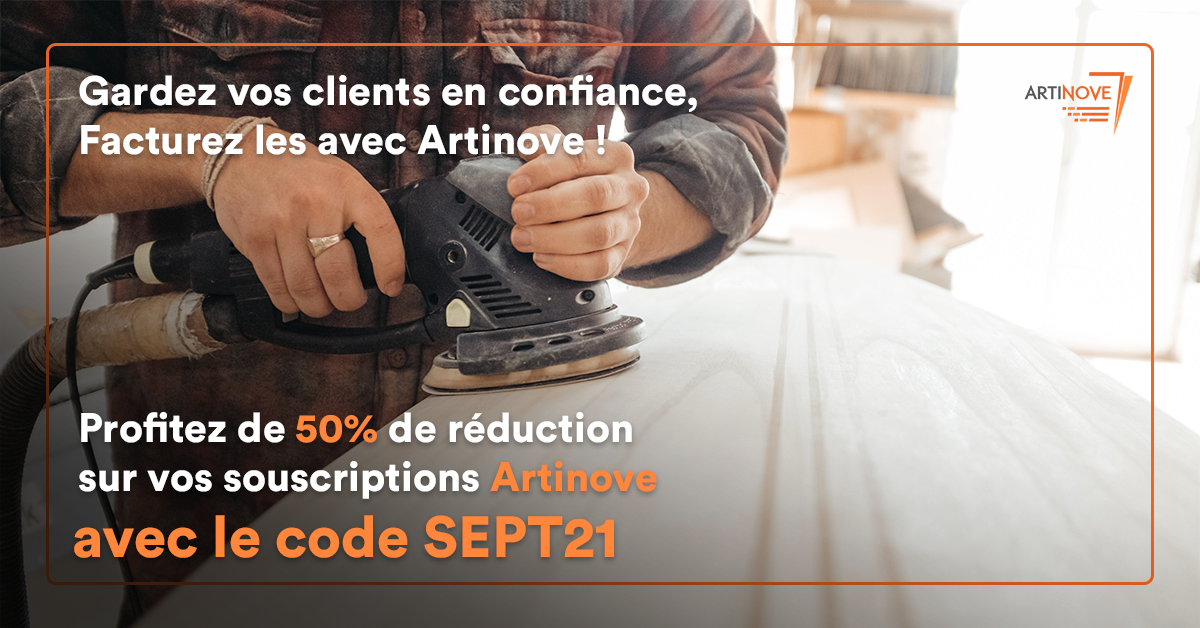 Gardez vos clients en confiance,
Facturez les avec Artinove !
ARTINOVE
Profitez de 50% de réduction
sur vos souscriptions Artinove
avec le code SEPT21